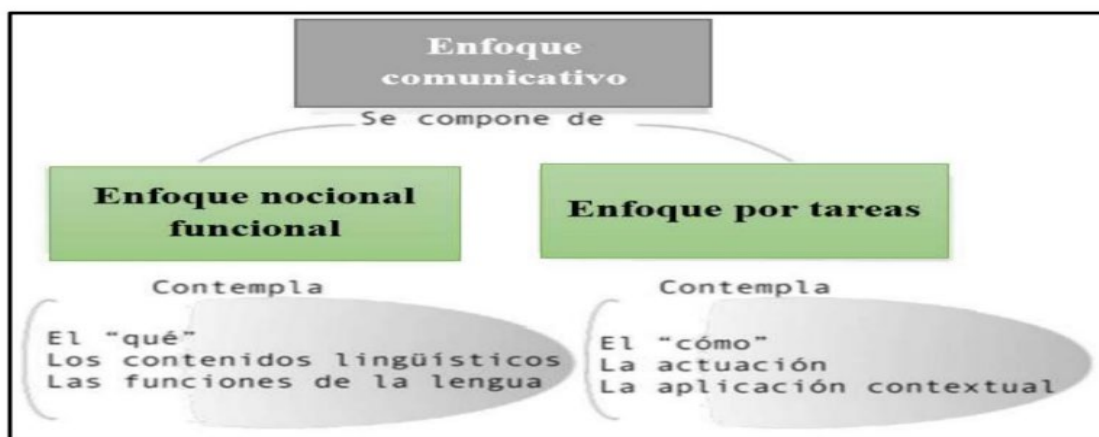 Enfoque
comunicativo
Se compone de
Enfoque nocional
funcional
Enfoque por tareas
Contempla
El “qué”
Los contenidos lingüísticos
Las funciones de la lengua
Contempla
El “cómo”
La actuación
La aplicación contextual